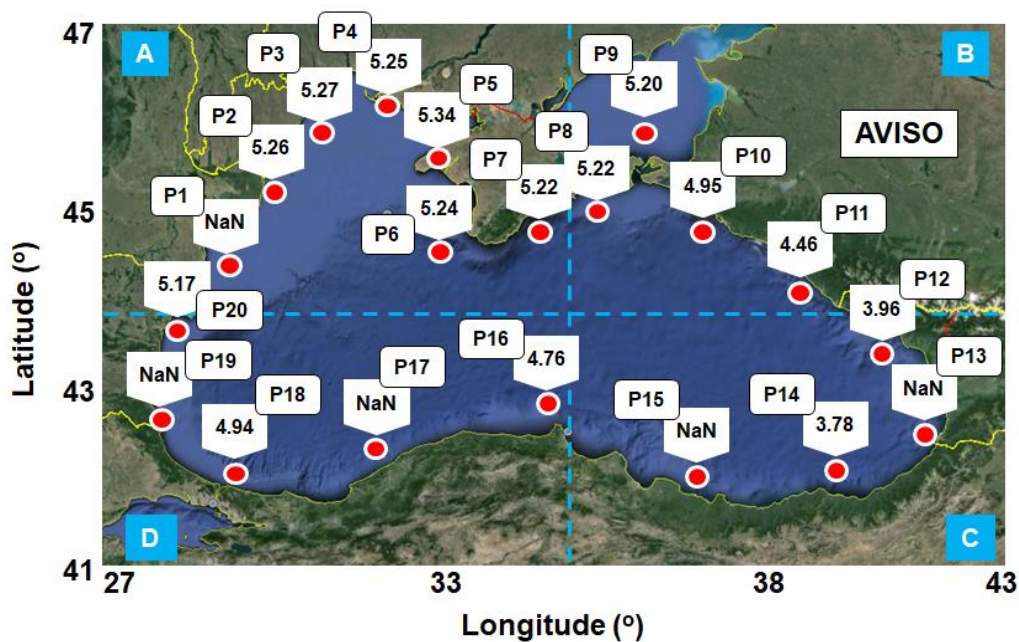 47
A
P4
B
P3
5.25
P9
5.27
5.20
P5
P2
5.34
AVISO
5.26
P8
P7
5.22
P10
P1
5.22
4.95
45
NaN
5.24
P11
P6
4.46
5.17
P12
P20
3.96
P16
P13
P19
P17
4.76
43
NaN
P18
NaN
P15
P14
NaN
4.94
NaN
3.78
D
C
41
27
33
38
43
Latitude (o)
Longitude (o)